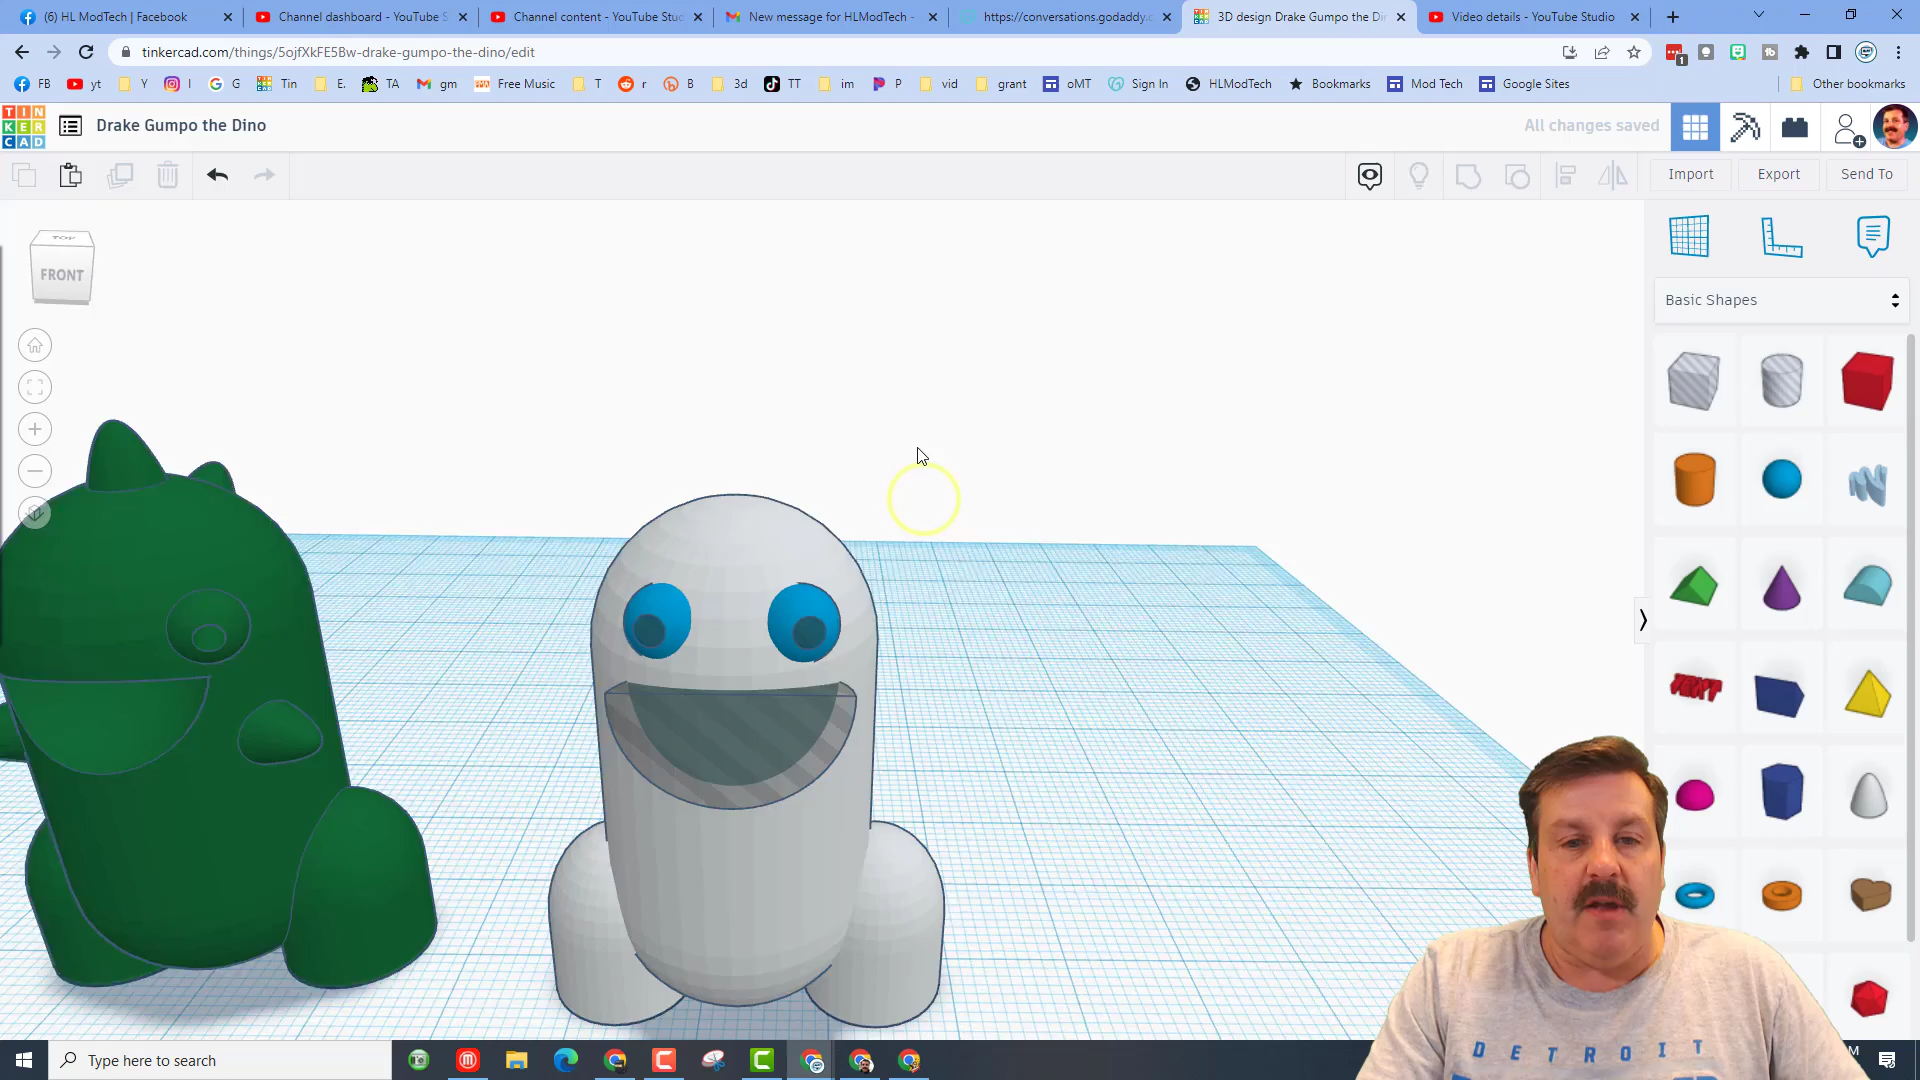 (6) HL ModTech | Facebook
Channel dashboard - YouTube S
Channel content - YouTube Stud
New message for HLModTech -
https://conversations.godaddy.c
3D design Drake Gumpo the Di
Video details - YouTube Studio
tinkercad.com/things/5ojfXkFE5Bw-drake-gumpo-the-dino/edit
1
FB
yt
Y
I
G
Tin
E.
TA
gm
Free Music
T
r
B
3d
TT
im
P
vid
grant
oMT
Sign In
HLModTech
Bookmarks
Mod Tech
Google Sites
Other bookmarks
TIN
KER
CAD
Drake Gumpo the Dino
All changes saved
Import
Export
Send To
TOP
FRONT
Basic Shapes
TEXT
DETROIT
Type here to search
M